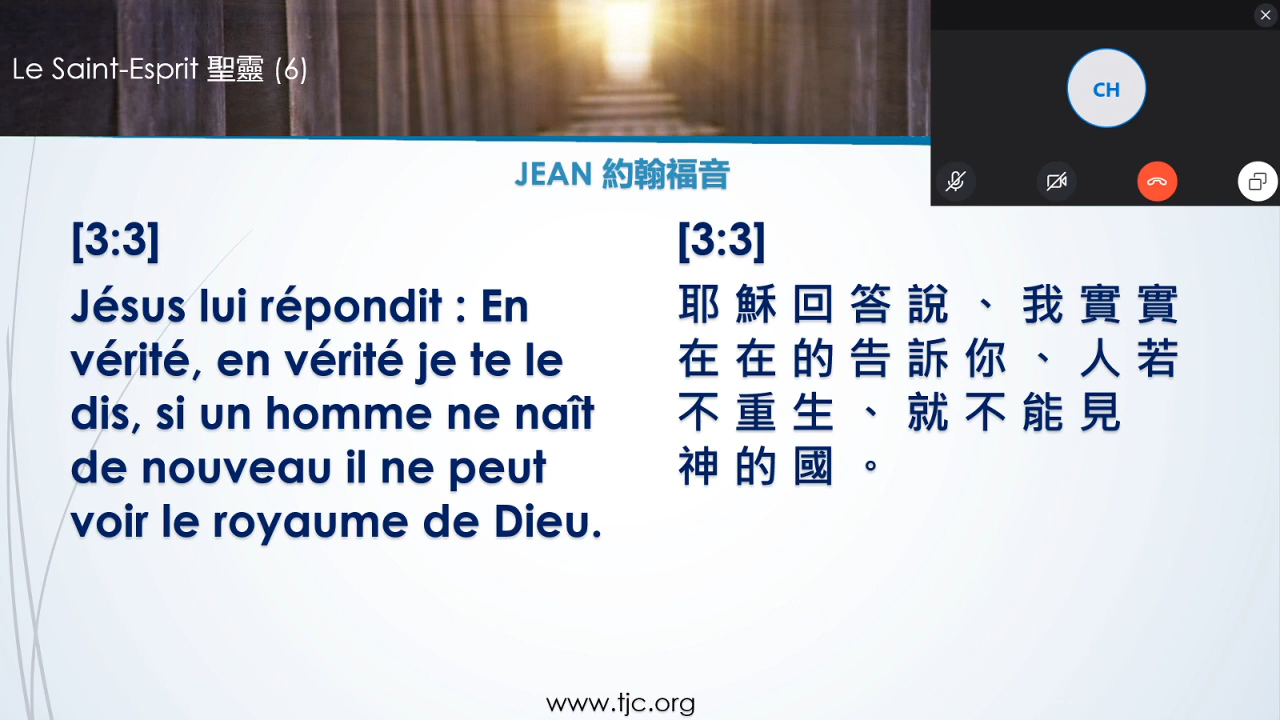 Le Saint-Esprit 聖靈 (6)
CH
JEAN 約翰福音
[3:3]
Jésus lui répondit : En
vérité, en vérité je te le
dis, si un homme ne naît
de nouveau il ne peut
voir le royaume de Dieu.
[3:3]
耶穌回答說、我實實
在在的告訴你、人若
不重生、就不能見
神的國。
www.tjc.org